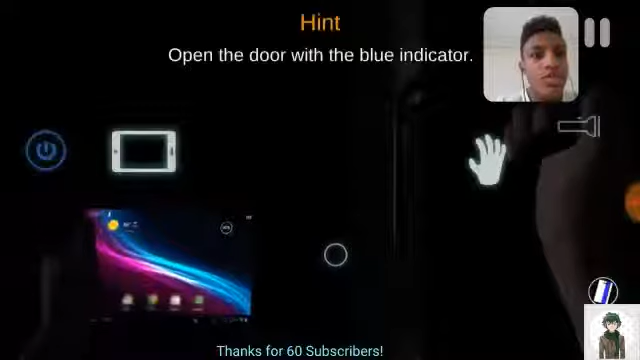 Hint
Open the door with the blue indicator.
Thanks for 60 Subscribers!